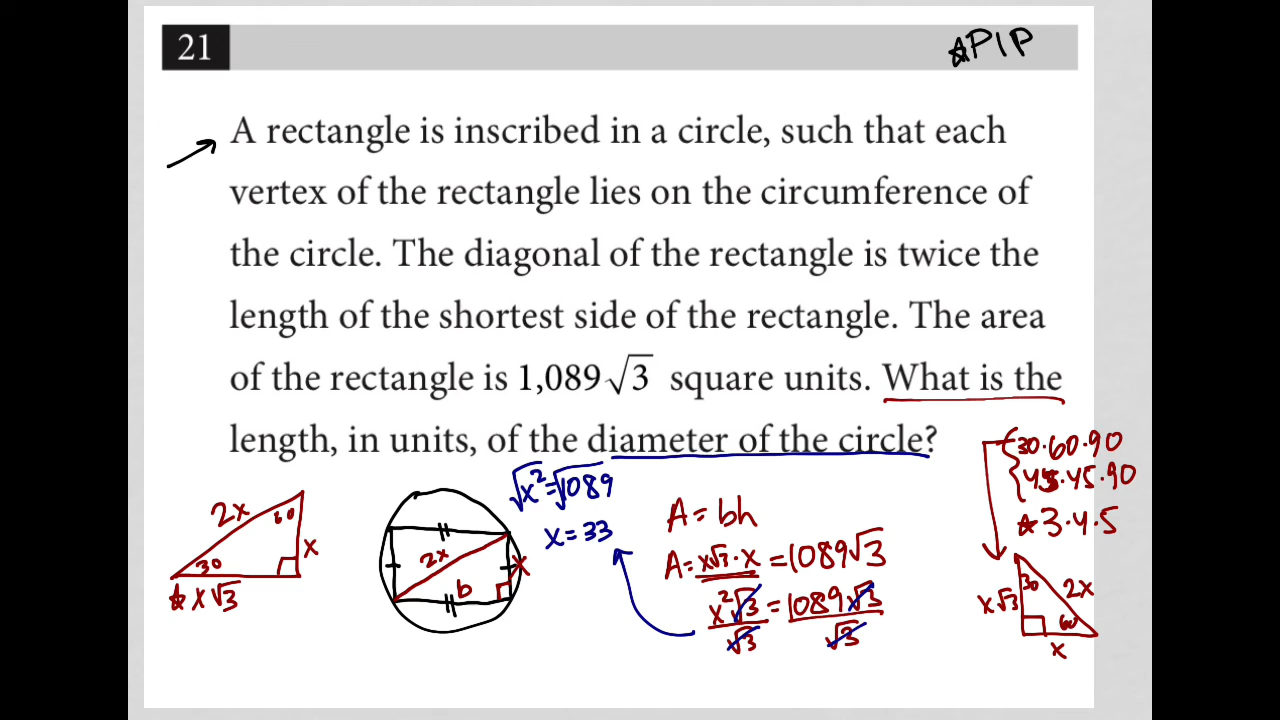 21
☆PIP
A rectangle is inscribed in a circle, such that each
vertex of the rectangle lies on the circumference of
the circle. The diagonal of the rectangle is twice the
length of the shortest side of the rectangle. The area
of the rectangle is 1,089√3 square units. What is the
length, in units, of the diameter of the circle?
2x
60
30
x
☆ x√3
2x
x
b
√x² = √1089
x = 33
A = bh
A = x√3 · x = 1089√3
x²√3 = 1089√3
√3 √3
30·60·90
45·45·90
☆ 3·4·5
30
2x
x√3
60
x